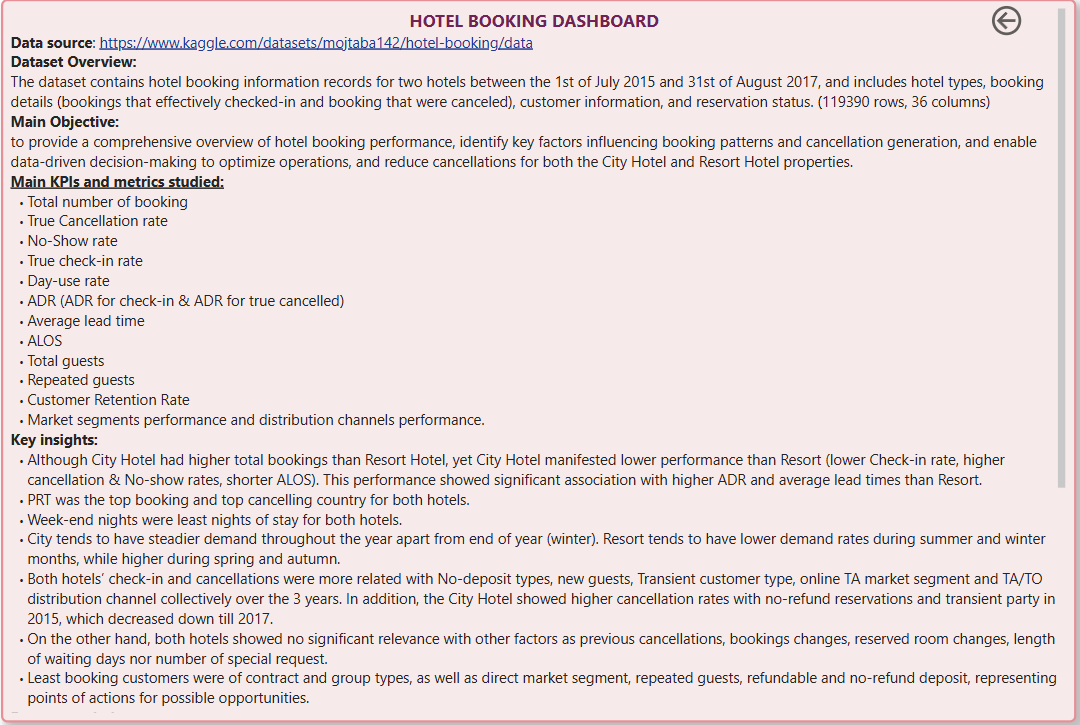 HOTEL BOOKING DASHBOARD
Data source: https://www.kaggle.com/datasets/mojtaba142/hotel-booking/data
Dataset Overview:
The dataset contains hotel booking information records for two hotels between the 1st of July 2015 and 31st of August 2017, and includes hotel types, booking
details (bookings that effectively checked-in and booking that were canceled), customer information, and reservation status. (119390 rows, 36 columns)
Main Objective:
to provide a comprehensive overview of hotel booking performance, identify key factors influencing booking patterns and cancellation generation, and enable
data-driven decision-making to optimize operations, and reduce cancellations for both the City Hotel and Resort Hotel properties.
Main KPIs and metrics studied:
• Total number of booking
• True Cancellation rate
• No-Show rate
• True check-in rate
• Day-use rate
• ADR (ADR for check-in & ADR for true cancelled)
• Average lead time
• ALOS
• Total guests
• Repeated guests
• Customer Retention Rate
• Market segments performance and distribution channels performance.
Key insights:
• Although City Hotel had higher total bookings than Resort Hotel, yet City Hotel manifested lower performance than Resort (lower Check-in rate, higher
cancellation & No-show rates, shorter ALOS). This performance showed significant association with higher ADR and average lead times than Resort.
• PRT was the top booking and top cancelling country for both hotels.
• Week-end nights were least nights of stay for both hotels.
• City tends to have steadier demand throughout the year apart from end of year (winter). Resort tends to have lower demand rates during summer and winter
months, while higher during spring and autumn.
• Both hotels' check-in and cancellations were more related with No-deposit types, new guests, Transient customer type, online TA market segment and TA/TO
distribution channel collectively over the 3 years. In addition, the City Hotel showed higher cancellation rates with no-refund reservations and transient party in
2015, which decreased down till 2017.
• On the other hand, both hotels showed no significant relevance with other factors as previous cancellations, bookings changes, reserved room changes, length
of waiting days nor number of special request.
• Least booking customers were of contract and group types, as well as direct market segment, repeated guests, refundable and no-refund deposit, representing
points of actions for possible opportunities.